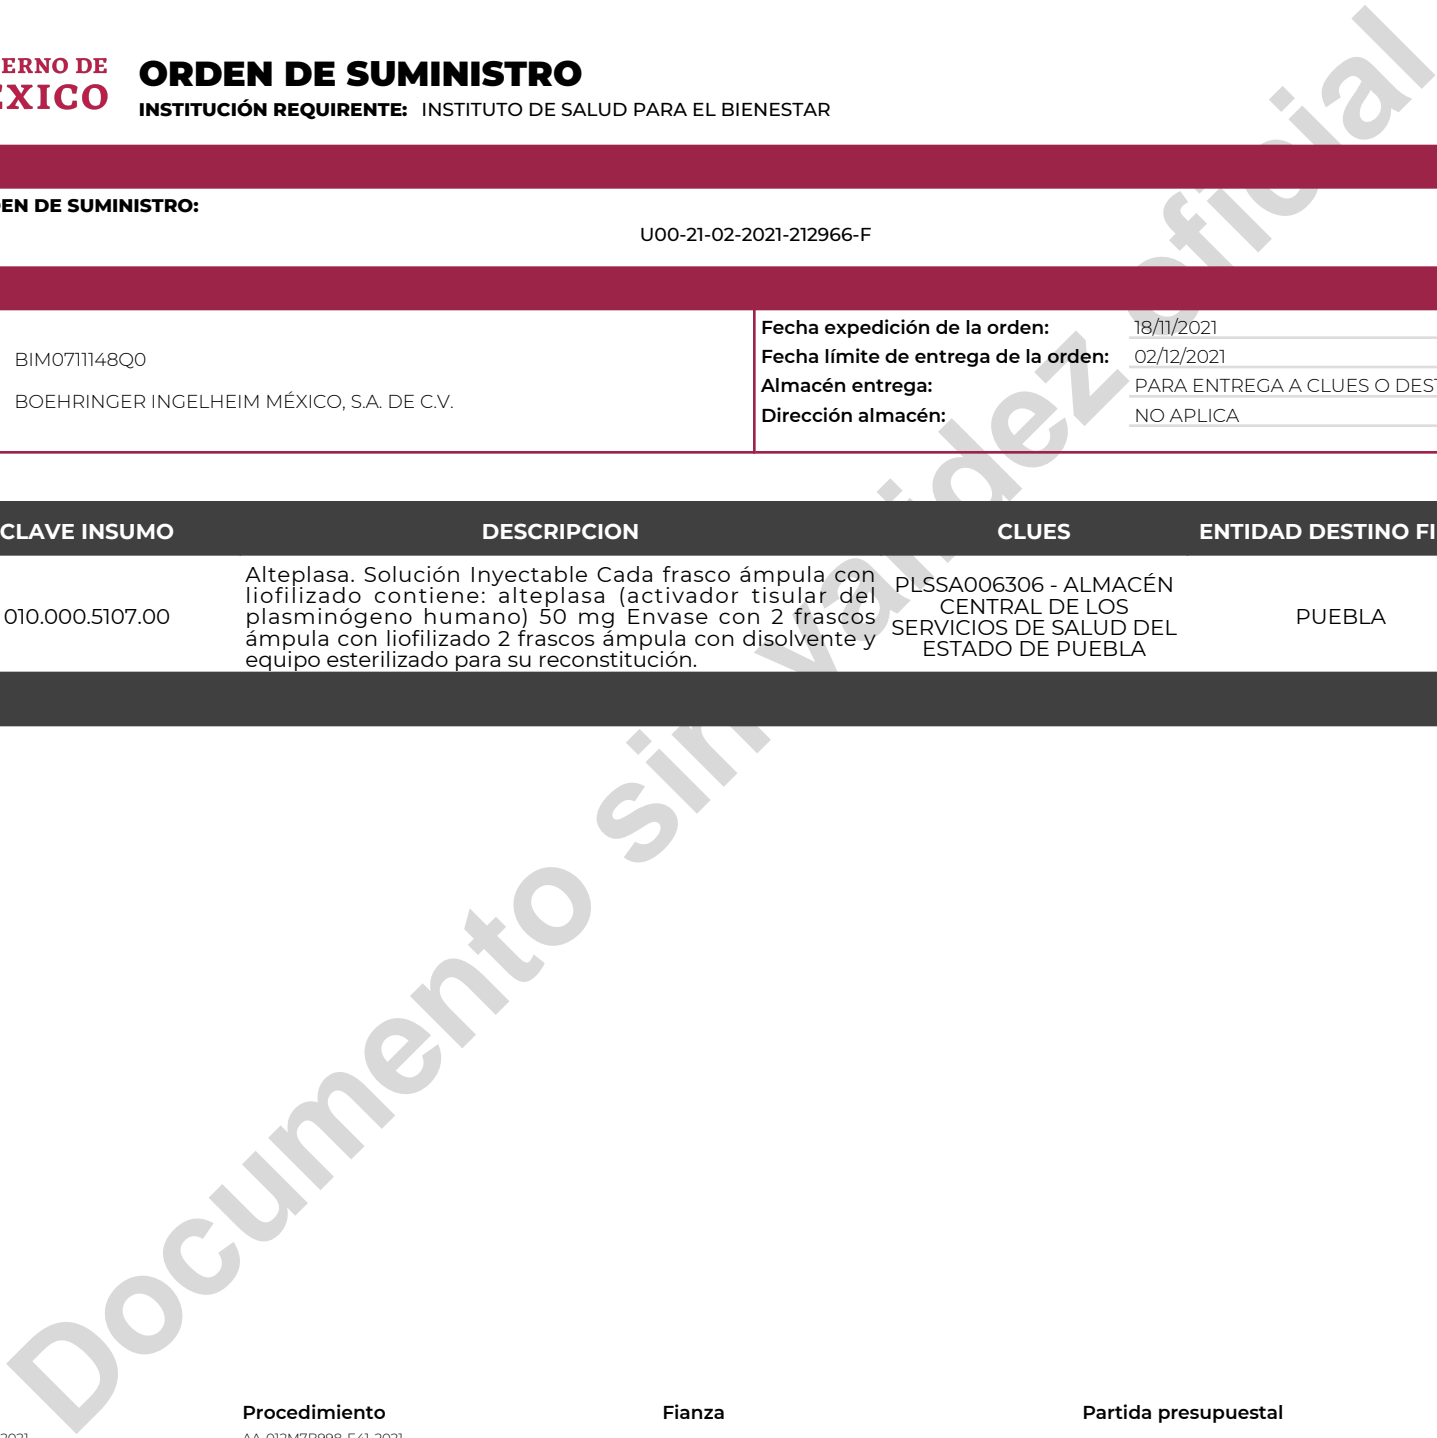 ERNO DE
ÉXICO
ORDEN DE SUMINISTRO
INSTITUCIÓN REQUIRENTE: INSTITUTO DE SALUD PARA EL BIENESTAR
EN DE SUMINISTRO:
U00-21-02-2021-212966-F
BIM0711148Q0
BOEHRINGER INGELHEIM MÉXICO, S.A. DE C.V.
Fecha expedición de la orden: 18/11/2021
Fecha límite de entrega de la orden: 02/12/2021
Almacén entrega: PARA ENTREGA A CLUES O DEST
Dirección almacén: NO APLICA
CLAVE INSUMO DESCRIPCION CLUES ENTIDAD DESTINO FI
010.000.5107.00
Alteplasa. Solución Inyectable Cada frasco ámpula con
liofilizado contiene: alteplasa (activador tisular del
plasminógeno humano) 50 mg Envase con 2 frascos
ámpula con liofilizado 2 frascos ámpula con disolvente y
equipo esterilizado para su reconstitución.
PLSSA006306 - ALMACÉN
CENTRAL DE LOS
SERVICIOS DE SALUD DEL
ESTADO DE PUEBLA
PUEBLA
Documento sin validez oficial
Procedimiento Fianza Partida presupuestal